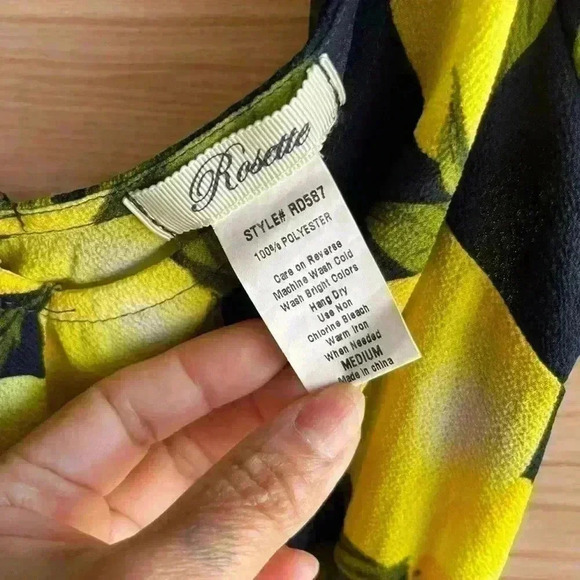 Rosette
STYLE# RD587
100% POLYESTER
Care on Reverse
Machine Wash Cold
Wash Bright Colors
Hang Dry
Use Non
Chlorine Bleach
Warm Iron
When Needed
MEDIUM
Made in china